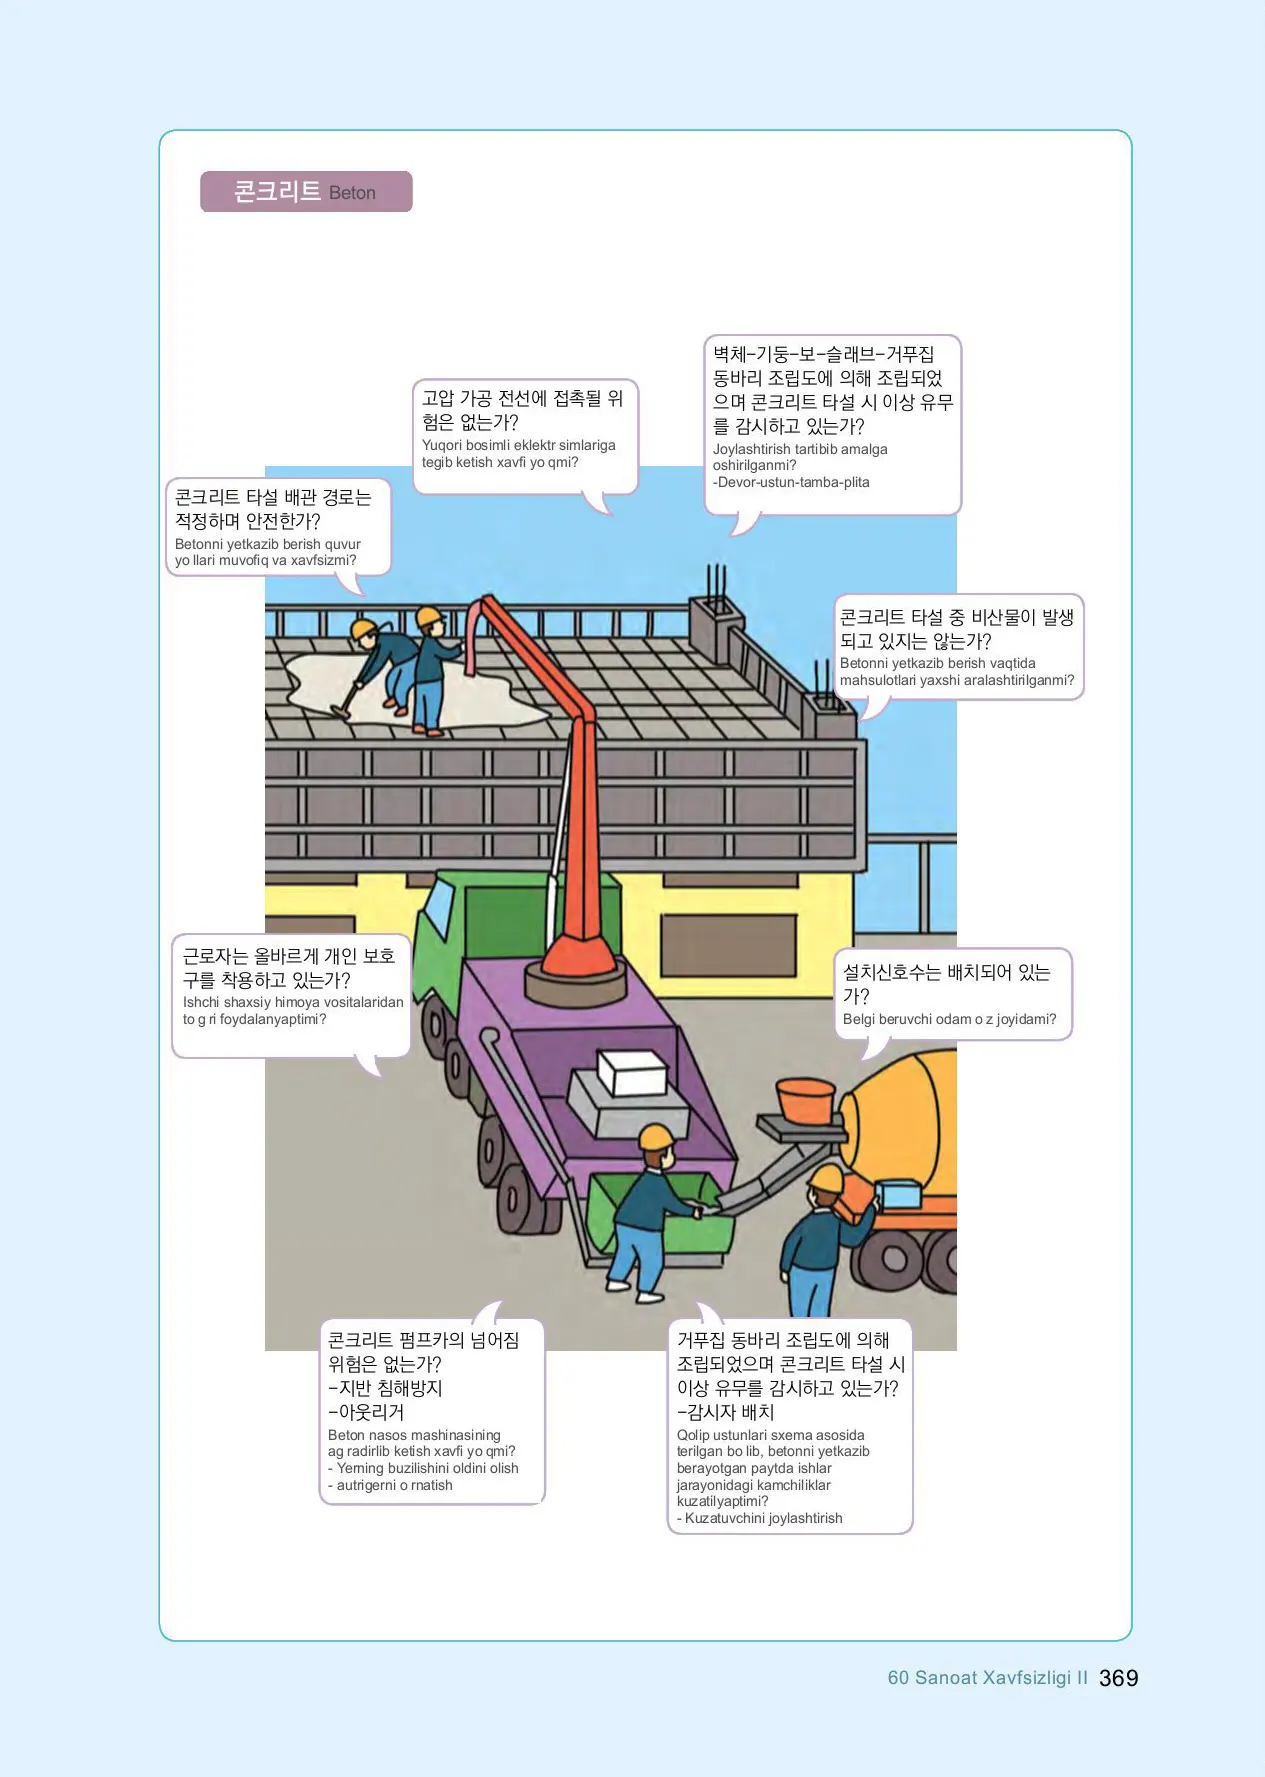 콘크리트 Beton
벽체-기둥-보-슬래브-거푸집
동바리 조립도에 의해 조립되었
으며 콘크리트 타설 시 이상 유무
를 감시하고 있는가?
Joylashtirish tartibib amalga
oshirilganmi?
-Devor-ustun-tamba-plita
고압 가공 전선에 접촉될 위
험은 없는가?
Yuqori bosimli eklektr simlariga
tegib ketish xavfi yo qmi?
콘크리트 타설 배관 경로는
적정하며 안전한가?
Betonni yetkazib berish quvur
yo llari muvofiq va xavfsizmi?
콘크리트 타설 중 비산물이 발생
되고 있지는 않는가?
Betonni yetkazib berish vaqtida
mahsulotlari yaxshi aralashtirilganmi?
근로자는 올바르게 개인 보호
구를 착용하고 있는가?
Ishchi shaxsiy himoya vositalaridan
to g ri foydalanyaptimi?
설치신호수는 배치되어 있는
가?
Belgi beruvchi odam o z joyidami?
콘크리트 펌프카의 넘어짐
위험은 없는가?
-지반 침해방지
-아웃리거
Beton nasos mashinasining
ag radirlib ketish xavfi yo qmi?
- Yerning buzilishini oldini olish
- autrigerni o rnatish
거푸집 동바리 조립도에 의해
조립되었으며 콘크리트 타설 시
이상 유무를 감시하고 있는가?
-감시자 배치
Qolip ustunlari sxema asosida
terilgan bo lib, betonni yetkazib
berayotgan paytda ishlar
jarayonidagi kamchiliklar
kuzatilyaptimi?
- Kuzatuvchini joylashtirish
60 Sanoat Xavfsizligi II 369